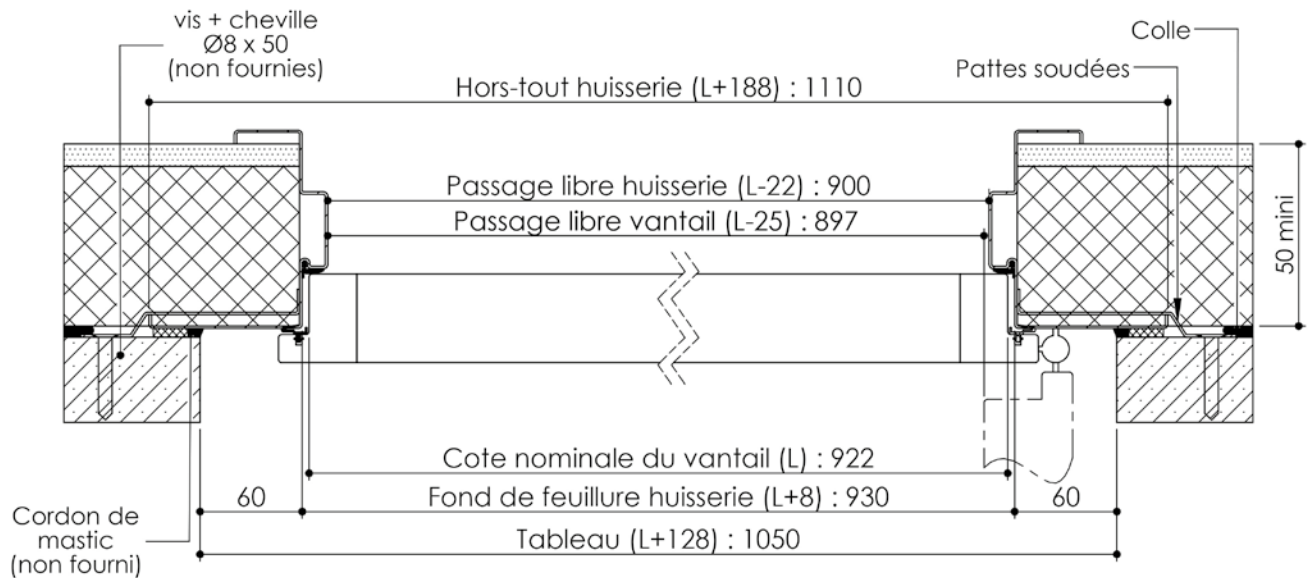 vis + cheville
Ø8 x 50
(non fournies)
Colle
Pattes soudées
Hors-tout huisserie (L+188) : 1110
Passage libre huisserie (L-22) : 900
Passage libre vantail (L-25) : 897
50 mini
Cote nominale du vantail (L) : 922
60
Fond de feuillure huisserie (L+8) : 930
60
Cordon de
mastic
(non fourni)
Tableau (L+128) : 1050